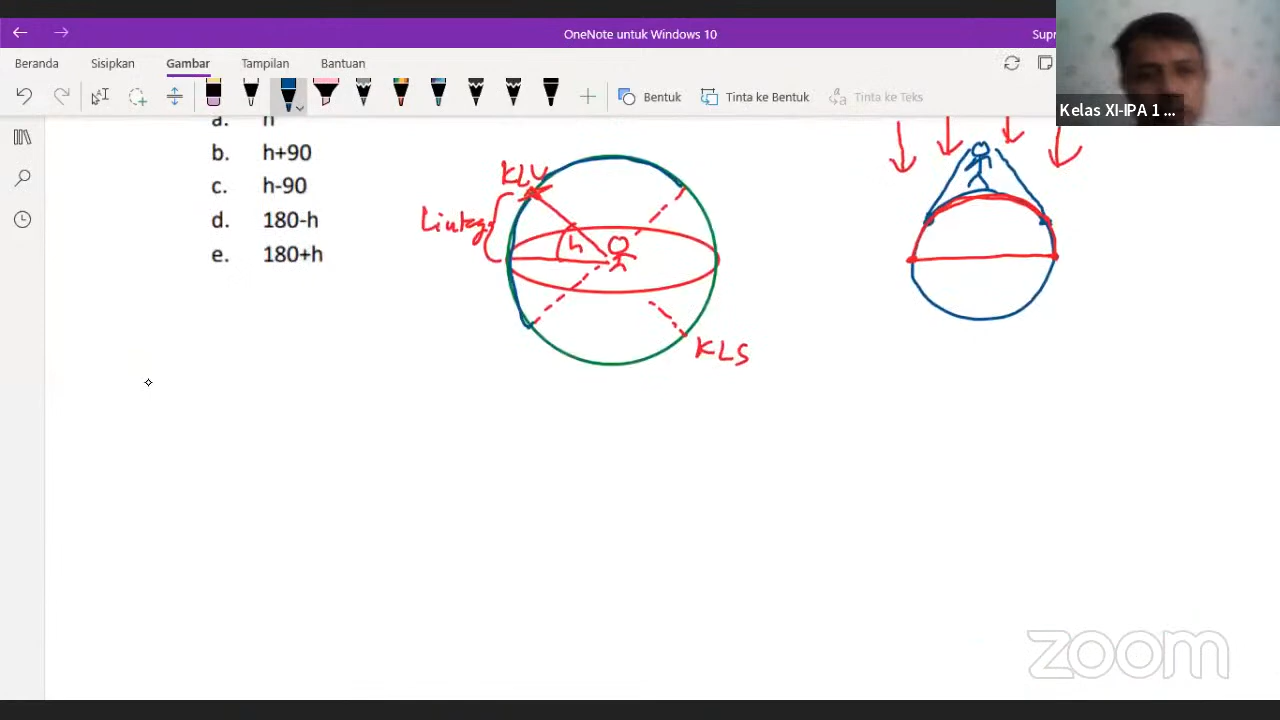 OneNote untuk Windows 10
Beranda
Sisipkan
Gambar
Tampilan
Bantuan
Bentuk
Tinta ke Bentuk
Tinta ke Teks
Kelas XI-IPA 1 ...
a. h
b. h+90
c. h-90
d. 180-h
e. 180+h
KLU
h
KLS
zoom